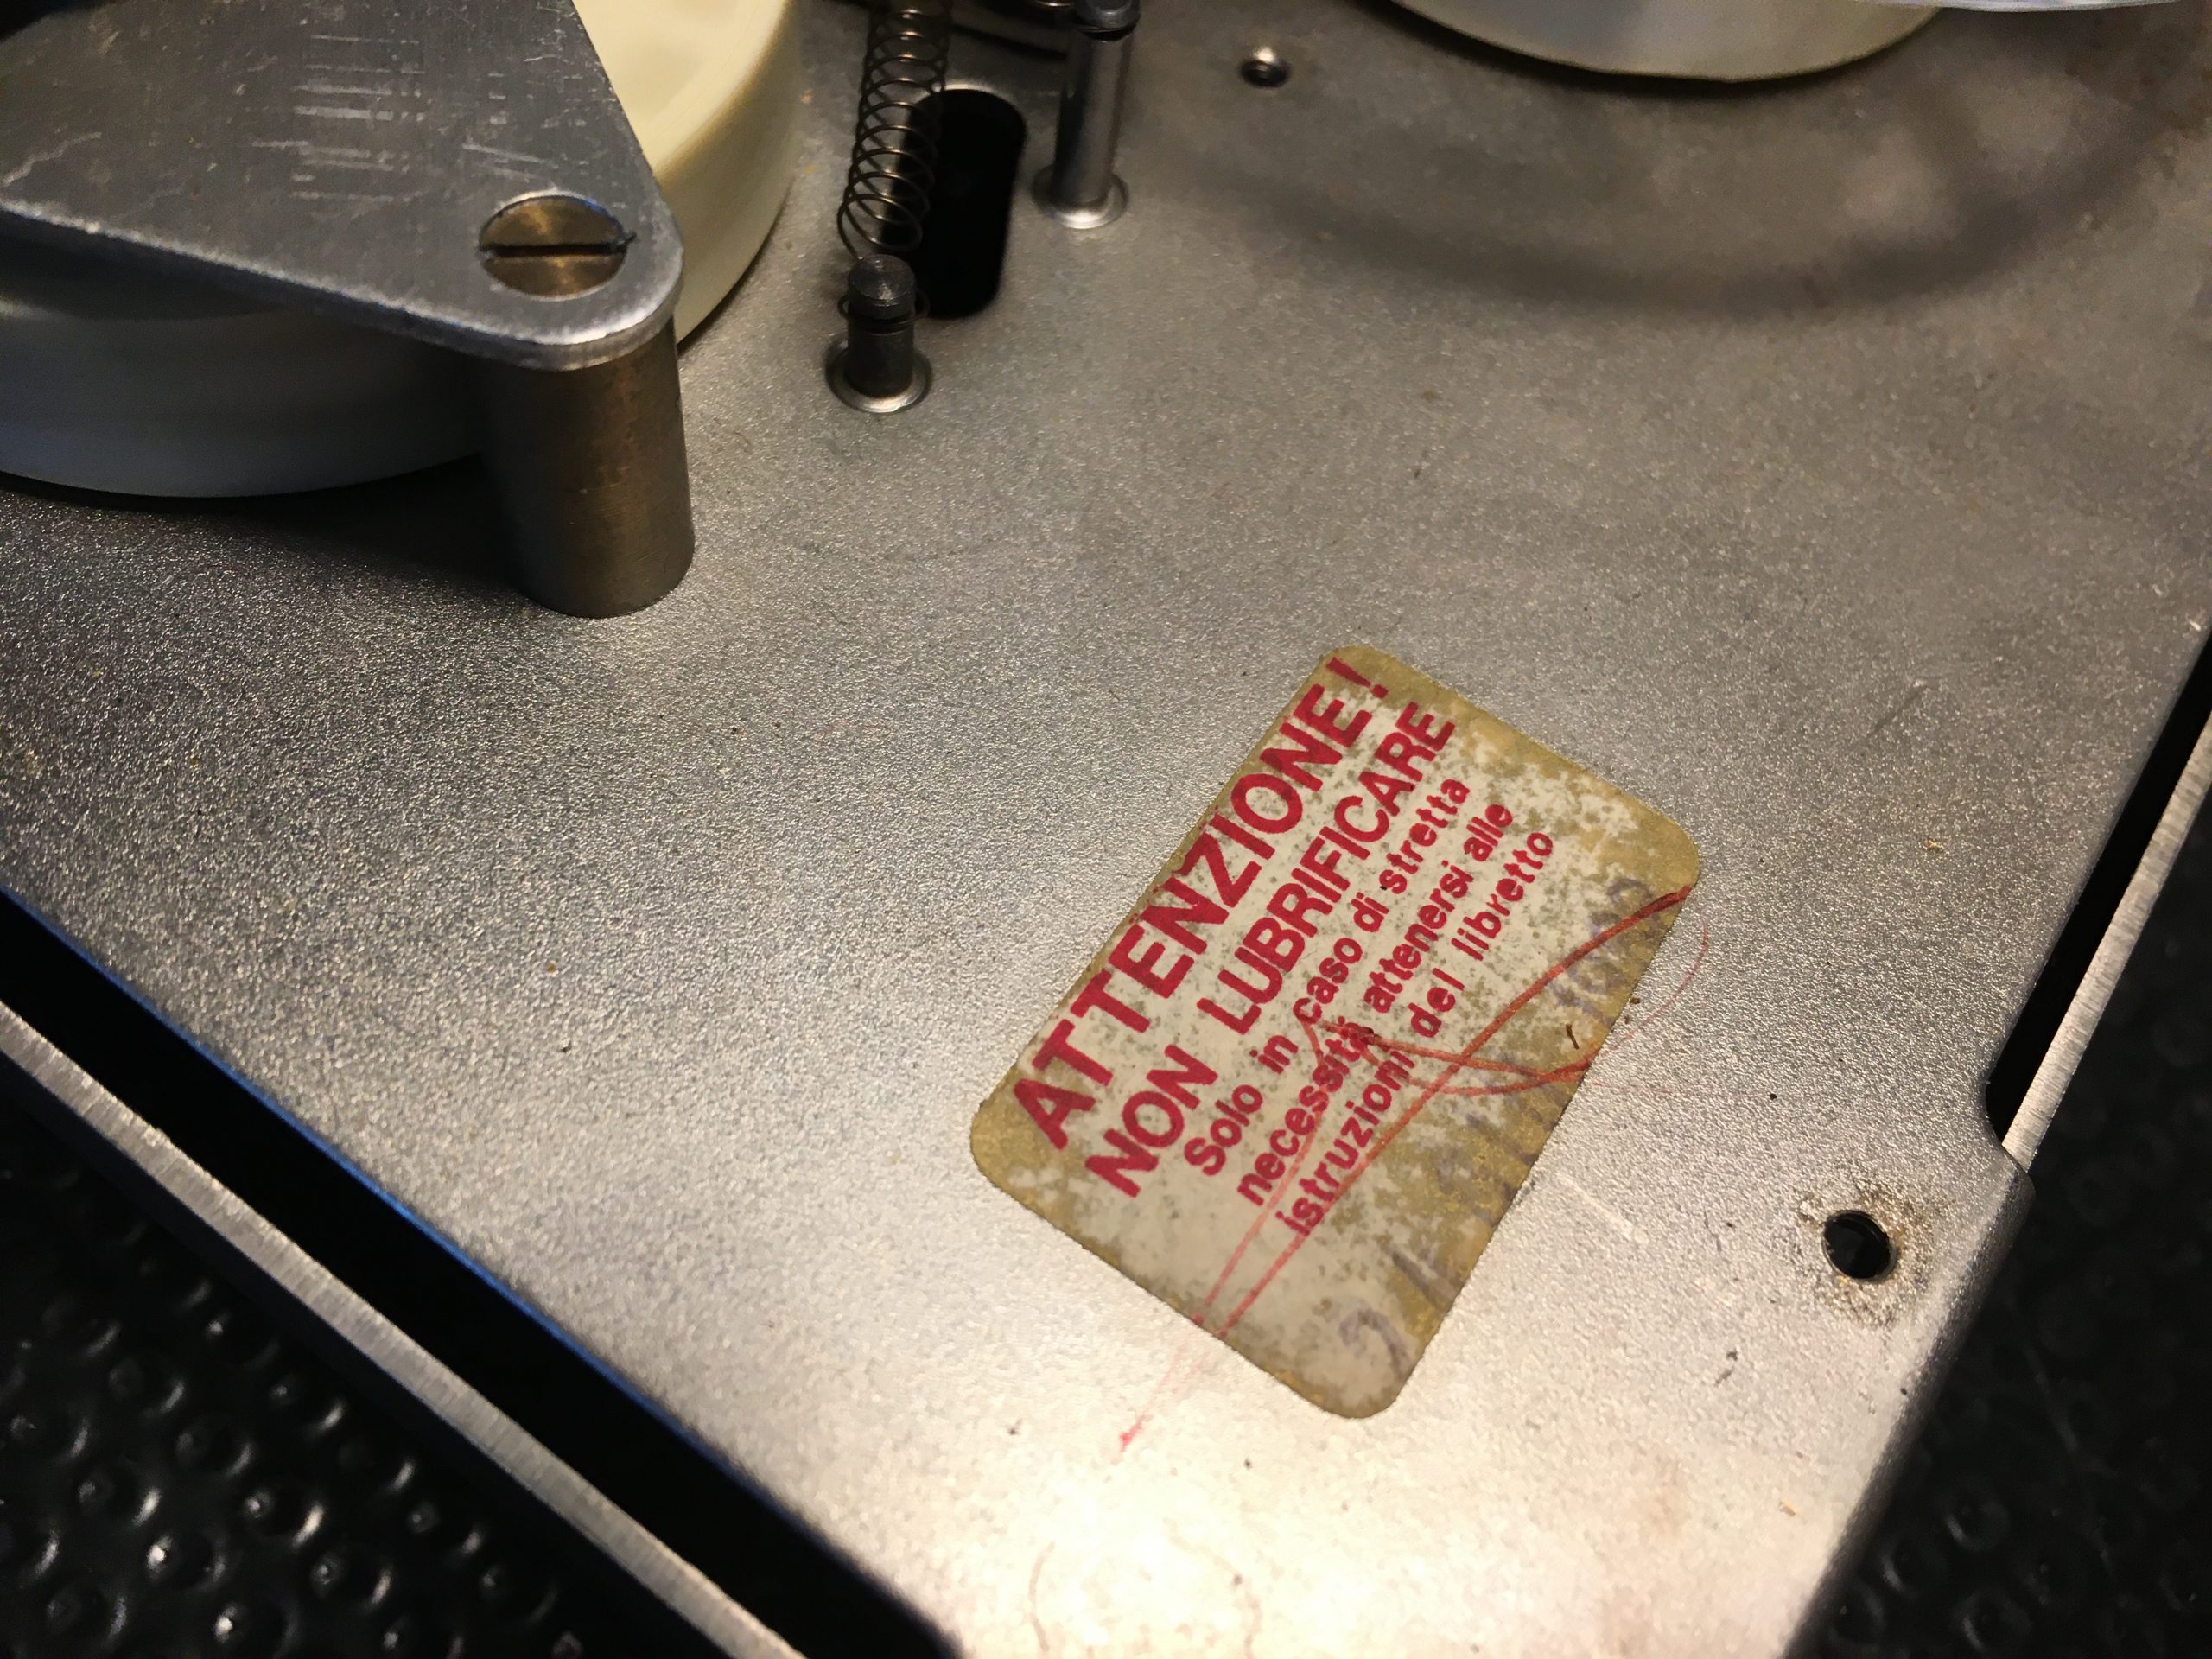 ATTENZIONE!
NON LUBRIFICARE
Solo in caso di stretta
necessità attenersi alle
istruzioni del libretto